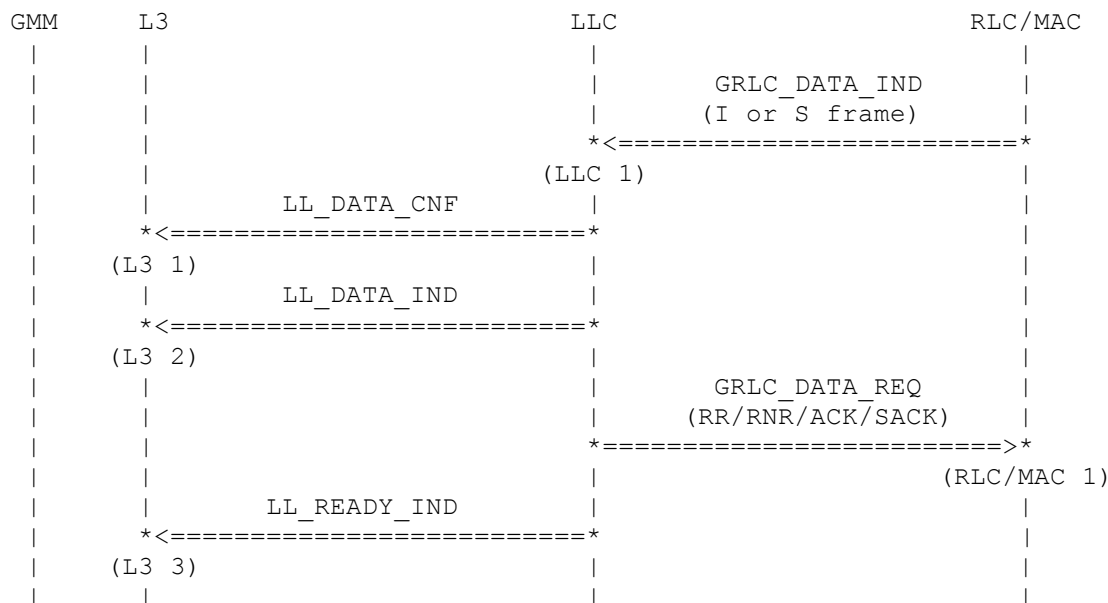 GMM L3 LLC RLC/MAC
GRLC_DATA_IND
(I or S frame)
*<==========================*
(LLC 1)
LL_DATA_CNF
*<==========================*
(L3 1)
LL_DATA_IND
*<==========================*
(L3 2)
GRLC_DATA_REQ
(RR/RNR/ACK/SACK)
*=========================>*
(RLC/MAC 1)
LL_READY_IND
*<==========================*
(L3 3)